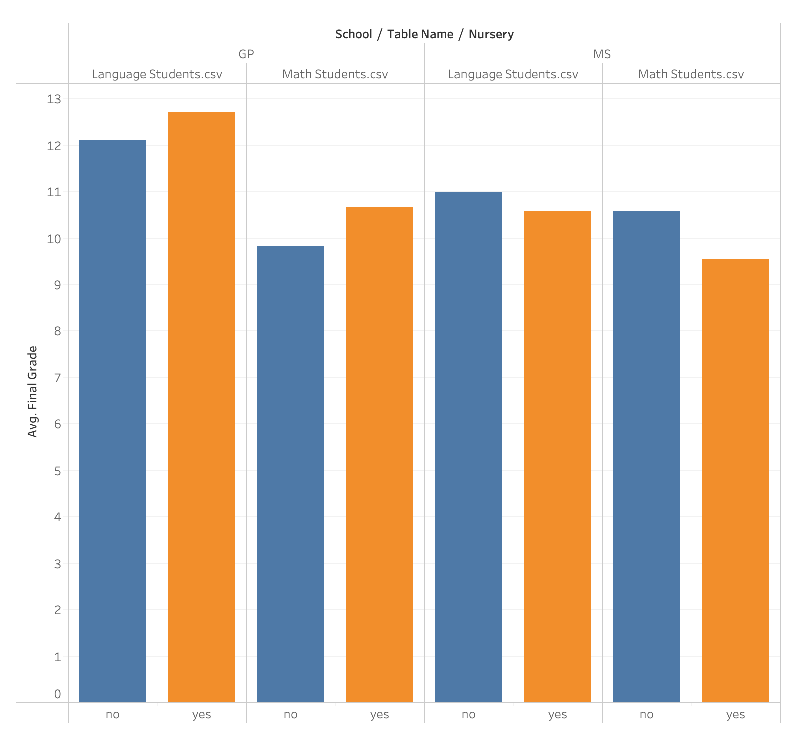 School / Table Name / Nursery
GP
MS
Language Students.csv
Math Students.csv
Language Students.csv
Math Students.csv
13
12
11
10
9
8
7
6
5
4
3
2
1
0
Avg. Final Grade
no
yes
no
yes
no
yes
no
yes